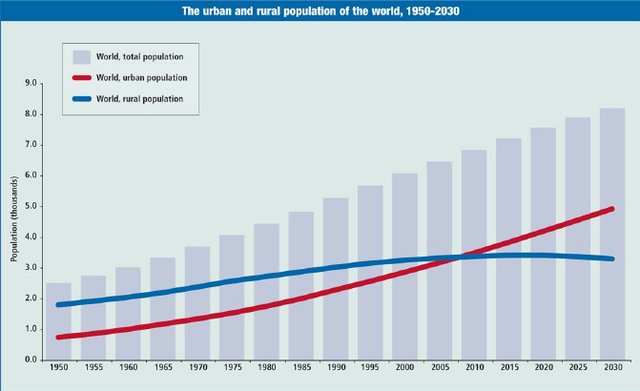 The urban and rural population of the world, 1950-2030
World, total population
World, urban population
World, rural population
Population (thousands)
9.0
8.0
7.0
6.0
5.0
4.0
3.0
2.0
1.0
0.0
1950 1955 1960 1965 1970 1975 1980 1985 1990 1995 2000 2005 2010 2015 2020 2025 2030